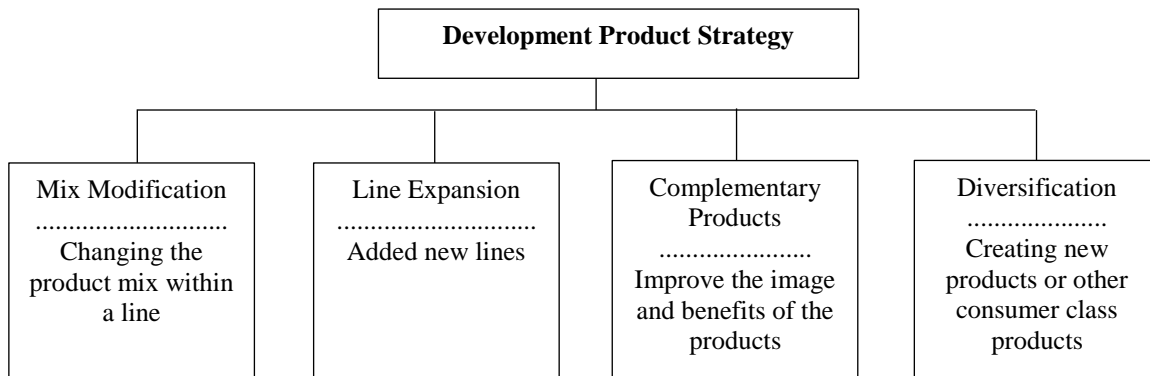 Development Product Strategy
Mix Modification
.............................
Changing the
product mix within
a line
Line Expansion
..............................
Added new lines
Complementary
Products
......................
Improve the image
and benefits of the
products
Diversification
................
Creating new
products or other
consumer class
products